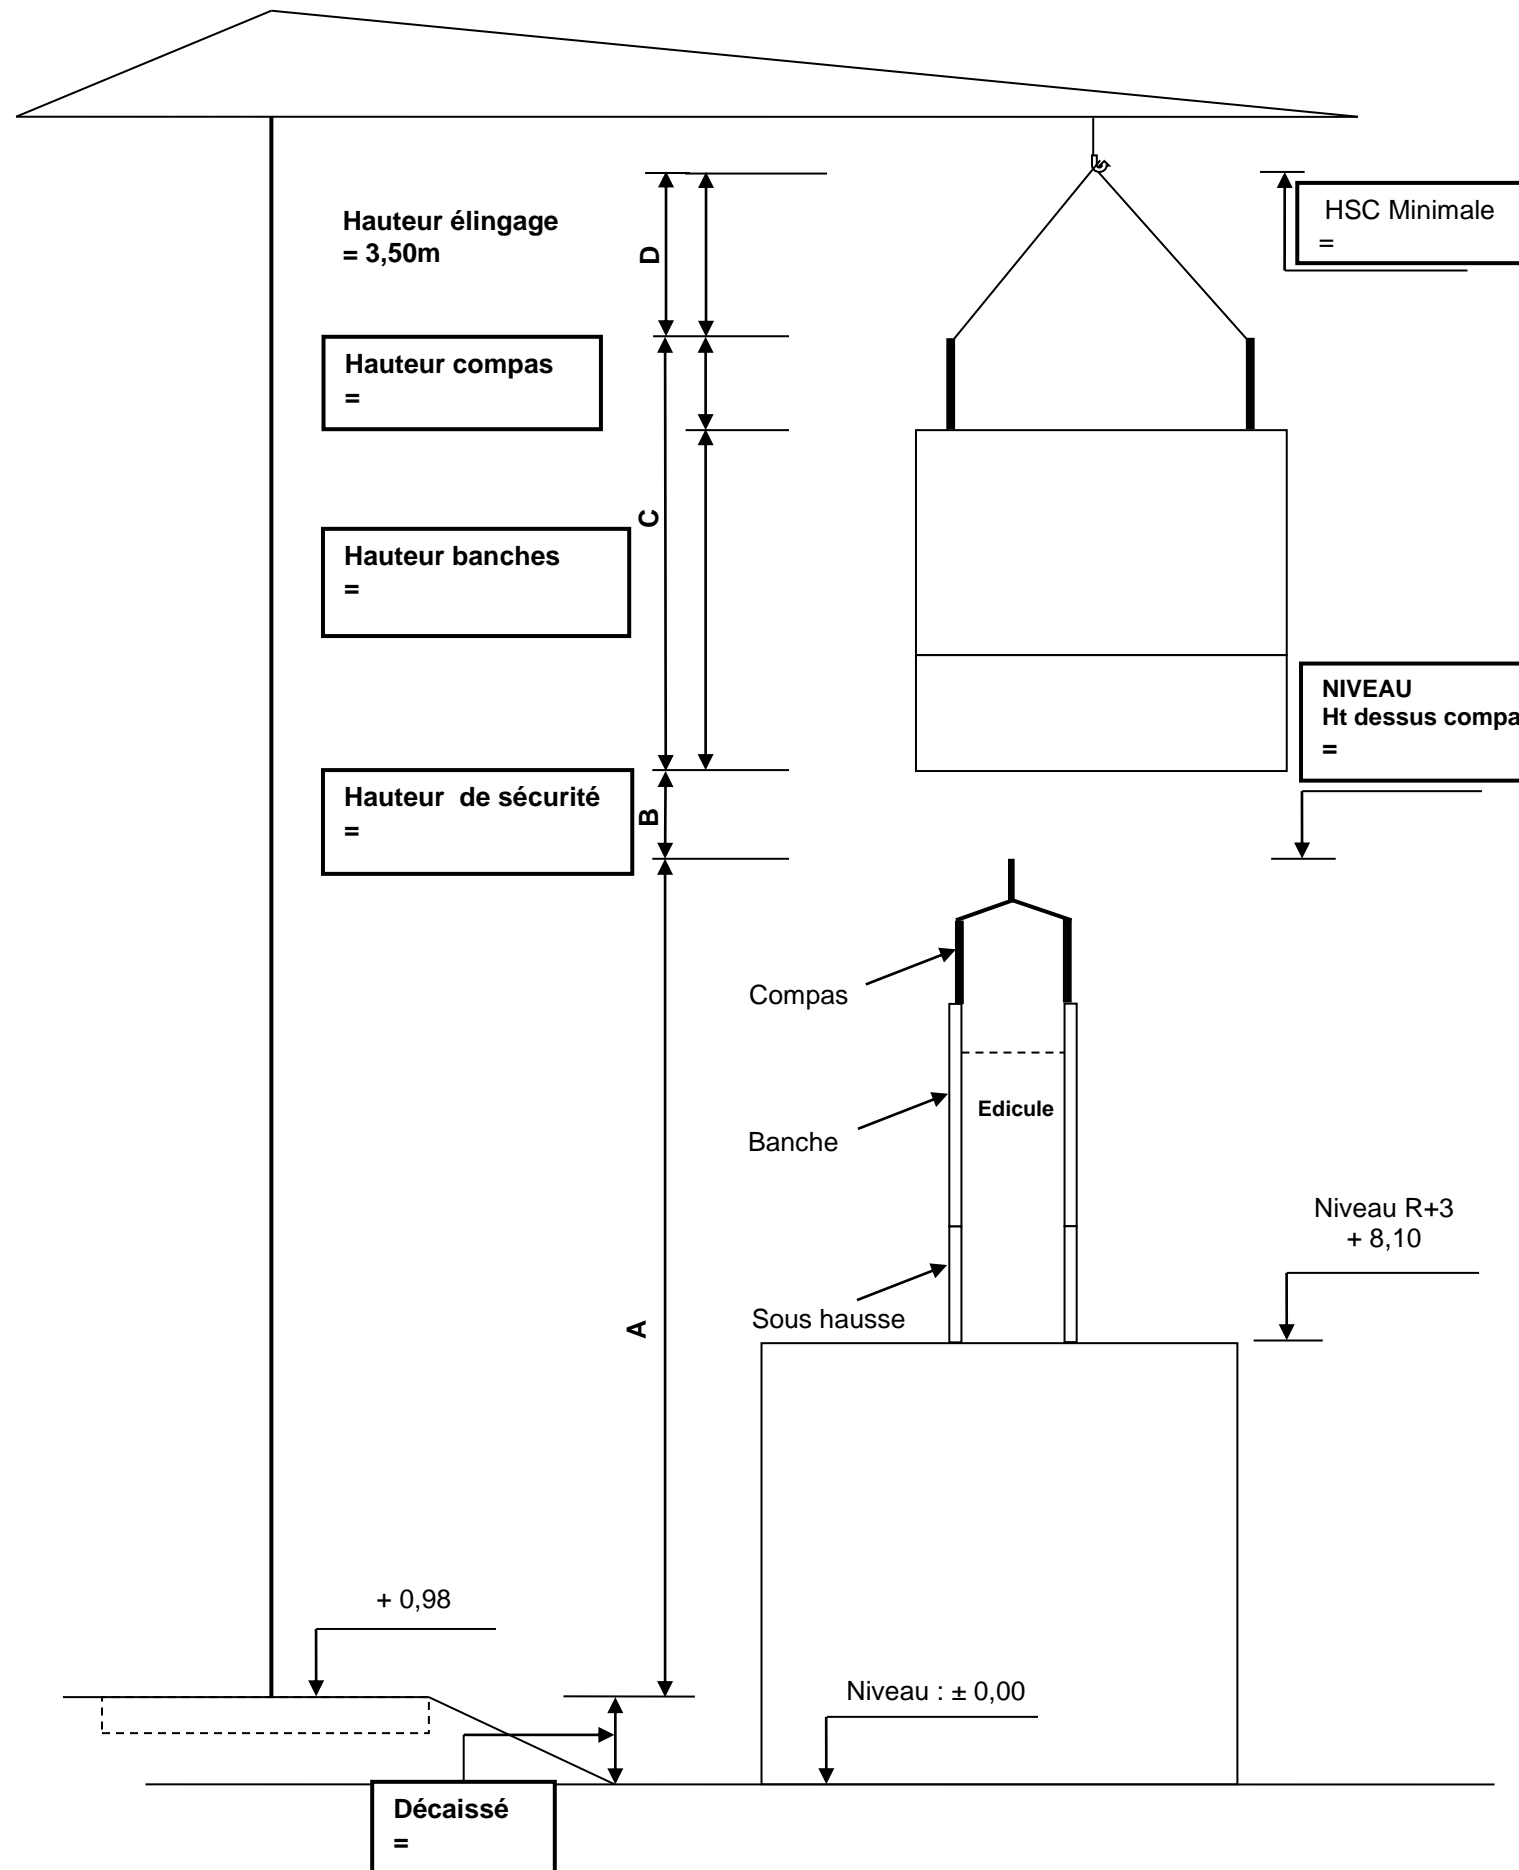 Hauteur élingage
= 3,50m
D
HSC Minimale
=
Hauteur compas
=
C
Hauteur banches
=
NIVEAU
Ht dessus compa
=
Hauteur de sécurité
=
B
Compas
Edicule
Banche
Niveau R+3
+ 8,10
Sous hausse
A
+ 0,98
Niveau : ± 0,00
Décaissé
=